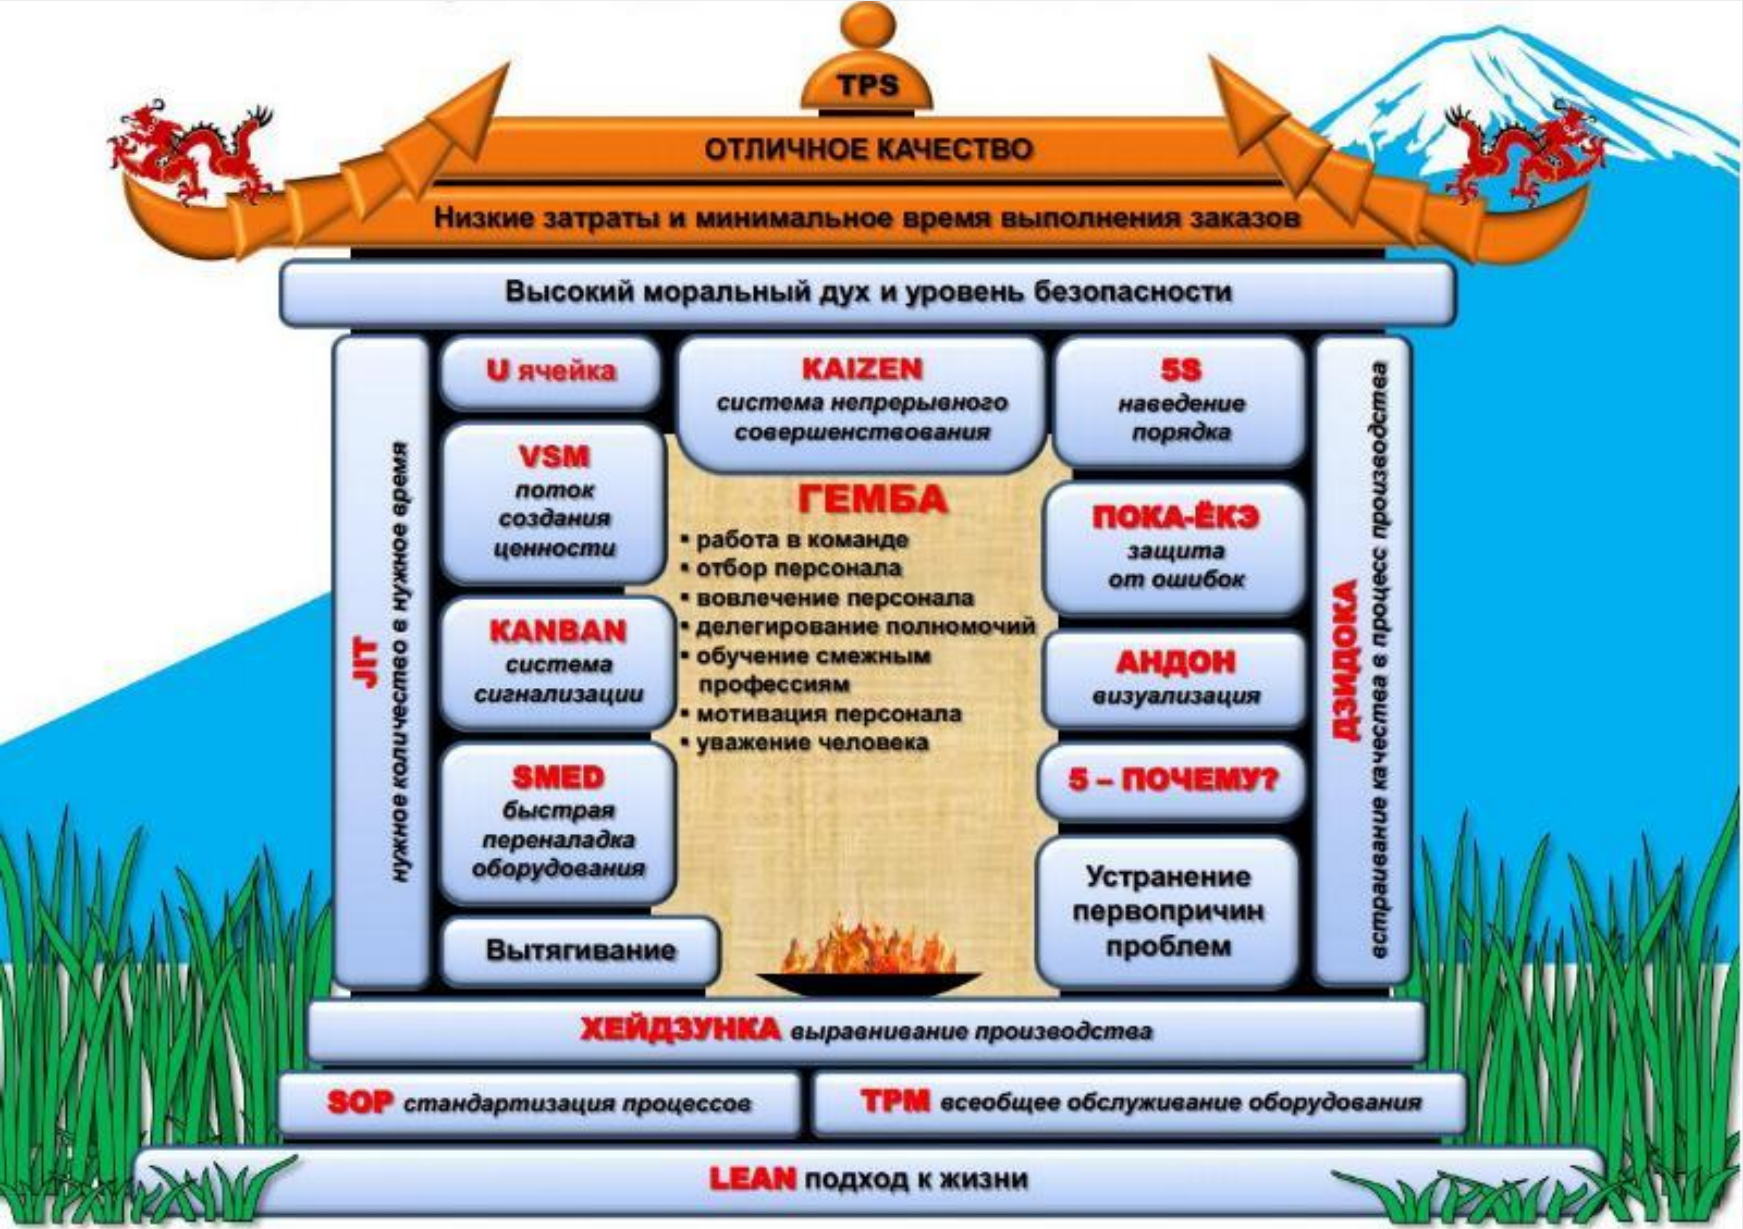 TPS
ОТЛИЧНОЕ КАЧЕСТВО
Низкие затраты и минимальное время выполнения заказов
Высокий моральный дух и уровень безопасности
JIT
нужное количество в нужное время
U ячейка
VSM
поток
создания
ценности
KANBAN
система
сигнализации
SMED
быстрая
переналадка
оборудования
Вытягивание
KAIZEN
система непрерывного
совершенствования
ГЕМБА
▪ работа в команде
▪ отбор персонала
▪ вовлечение персонала
▪ делегирование полномочий
▪ обучение смежным
профессиям
▪ мотивация персонала
▪ уважение человека
5S
наведение
порядка
ПОКА-ЁКЭ
защита
от ошибок
АНДОН
визуализация
5 – ПОЧЕМУ?
Устранение
первопричин
проблем
ДЗИДОКА
встраивание качества в процесс производства
ХЕЙДЗУНКА выравнивание производства
SOP стандартизация процессов
TPM всеобщее обслуживание оборудования
LEAN подход к жизни